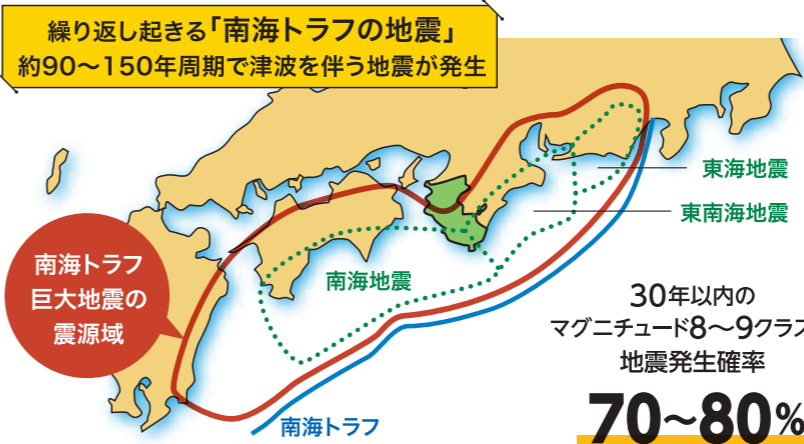 繰り返し起きる「南海トラフの地震」
約90〜150年周期で津波を伴う地震が発生
東海地震
東南海地震
南海トラフ
巨大地震の
震源域
南海地震
30年以内の
マグニチュード8〜9クラス
地震発生確率
70〜80%
南海トラフ